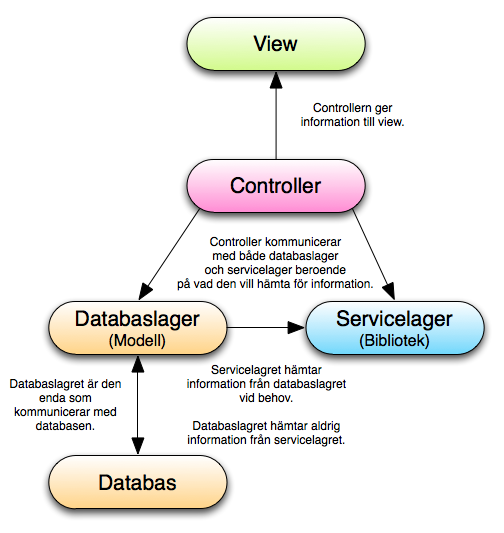 View
Controllern ger
information till view.
Controller
Controller kommunicerar
med både databaslager
och servicelager beroende
på vad den vill hämta för information.
Databaslager
(Modell)
Servicelager
(Bibliotek)
Databaslagret är den
enda som
kommunicerar med
databasen.
Servicelagret hämtar
information från databaslagret
vid behov.
Databaslagret hämtar aldrig
information från servicelagret.
Databas